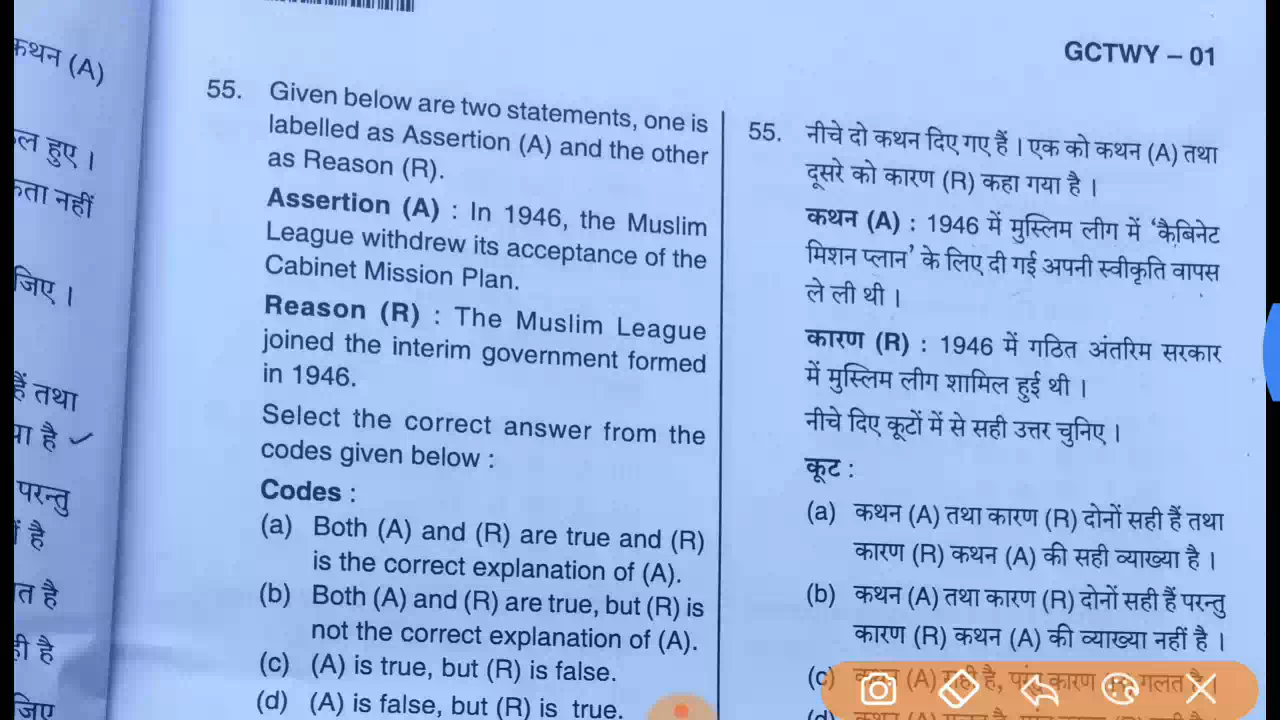 GCTWY – 01
कथन (A)
हुए ।
नहीं
तथा
है
परन्तु
है
है
है
55. Given below are two statements, one is
labelled as Assertion (A) and the other
as Reason (R).
Assertion (A) : In 1946, the Muslim
League withdrew its acceptance of the
Cabinet Mission Plan.
Reason (R) : The Muslim League
joined the interim government formed
in 1946.
Select the correct answer from the
codes given below :
Codes :
(a) Both (A) and (R) are true and (R)
is the correct explanation of (A).
(b) Both (A) and (R) are true, but (R) is
not the correct explanation of (A).
(c) (A) is true, but (R) is false.
(d) (A) is false, but (R) is true.
55. नीचे दो कथन दिए गए हैं । एक को कथन (A) तथा
दूसरे को कारण (R) कहा गया है ।
कथन (A) : 1946 में मुस्लिम लीग में ‘कैबिनेट
मिशन प्लान’ के लिए दी गई अपनी स्वीकृति वापस
ले ली थी ।
कारण (R) : 1946 में गठित अंतरिम सरकार
में मुस्लिम लीग शामिल हुई थी ।
नीचे दिए कूटों में से सही उत्तर चुनिए ।
कूट :
(a) कथन (A) तथा कारण (R) दोनों सही हैं तथा
कारण (R) कथन (A) की सही व्याख्या है ।
(b) कथन (A) तथा कारण (R) दोनों सही हैं परन्तु
कारण (R) कथन (A) की व्याख्या नहीं है ।
(c) कथन (A) सही है, परंतु कारण (R) गलत है ।